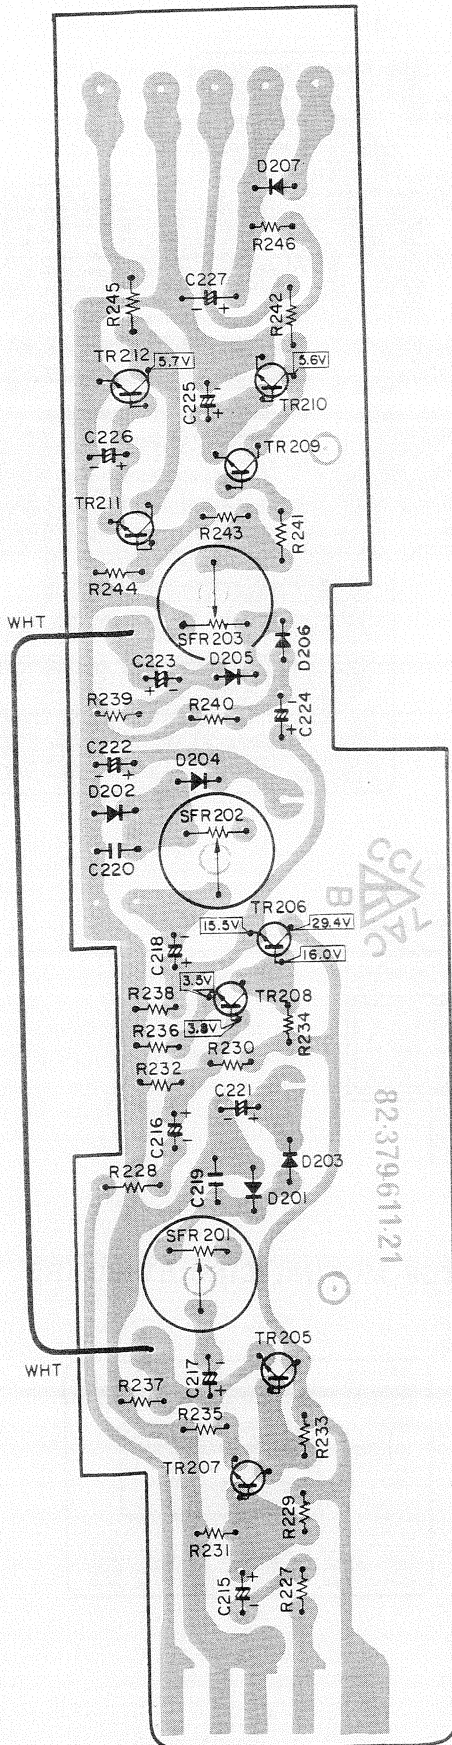 D207
R246
C227
R245
R242
- +
TR212
5.7V
5.6V
C225
-
+
TR210
C226
- +
TR209
TR211
R243
R241
R244
WHT
SFR203
D206
C223
D205
+ -
R239
R240
C224
-
+
C222
- +
D204
D202
SFR202
C220
TR206
15.5V
29.4V
16.0V
B
C218
-
+
3.5V
R238
TR208
R234
3.8V
R236
R230
R232
C221
- +
C216
+
-
82-379611-21
R228
C219
D203
D201
SFR201
TR205
WHT
C217
-
+
R237
R235
R233
TR207
R229
R231
C215
+
-
R227